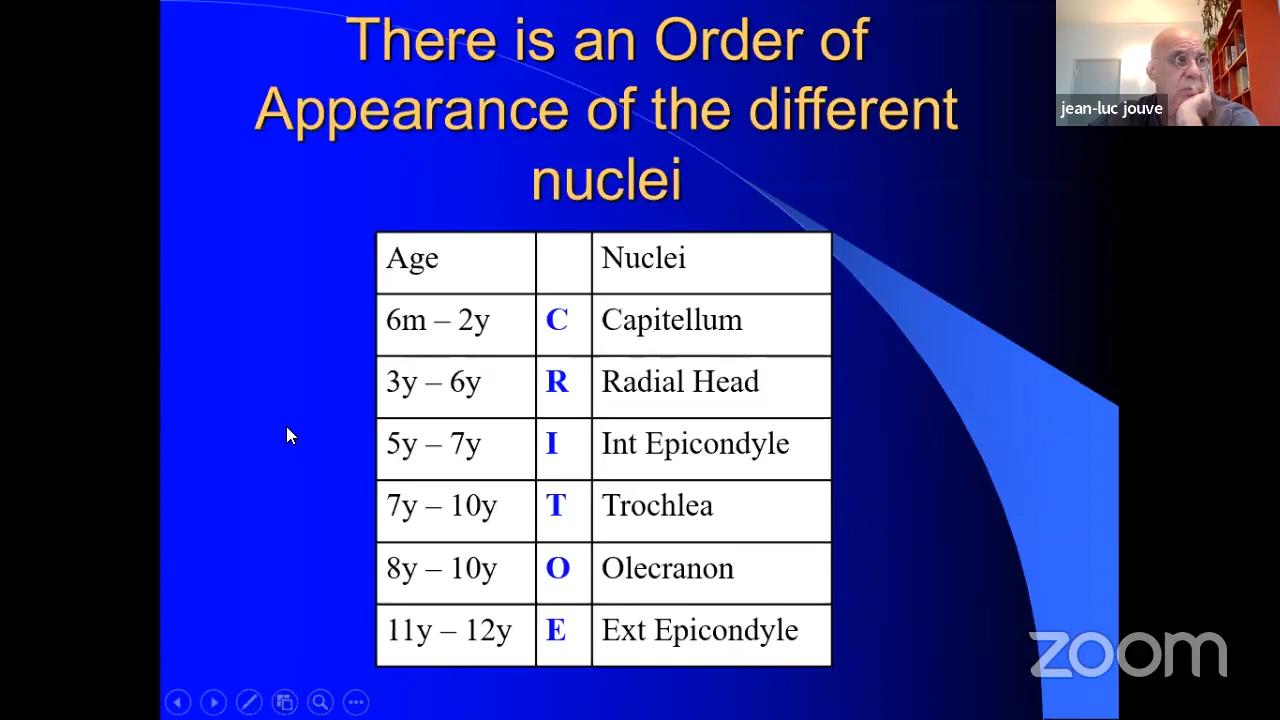 There is an Order of
Appearance of the different
nuclei
jean-luc jouve
Age Nuclei
6m – 2y C Capitellum
3y – 6y R Radial Head
5y – 7y I Int Epicondyle
7y – 10y T Trochlea
8y – 10y O Olecranon
11y – 12y E Ext Epicondyle
zoom